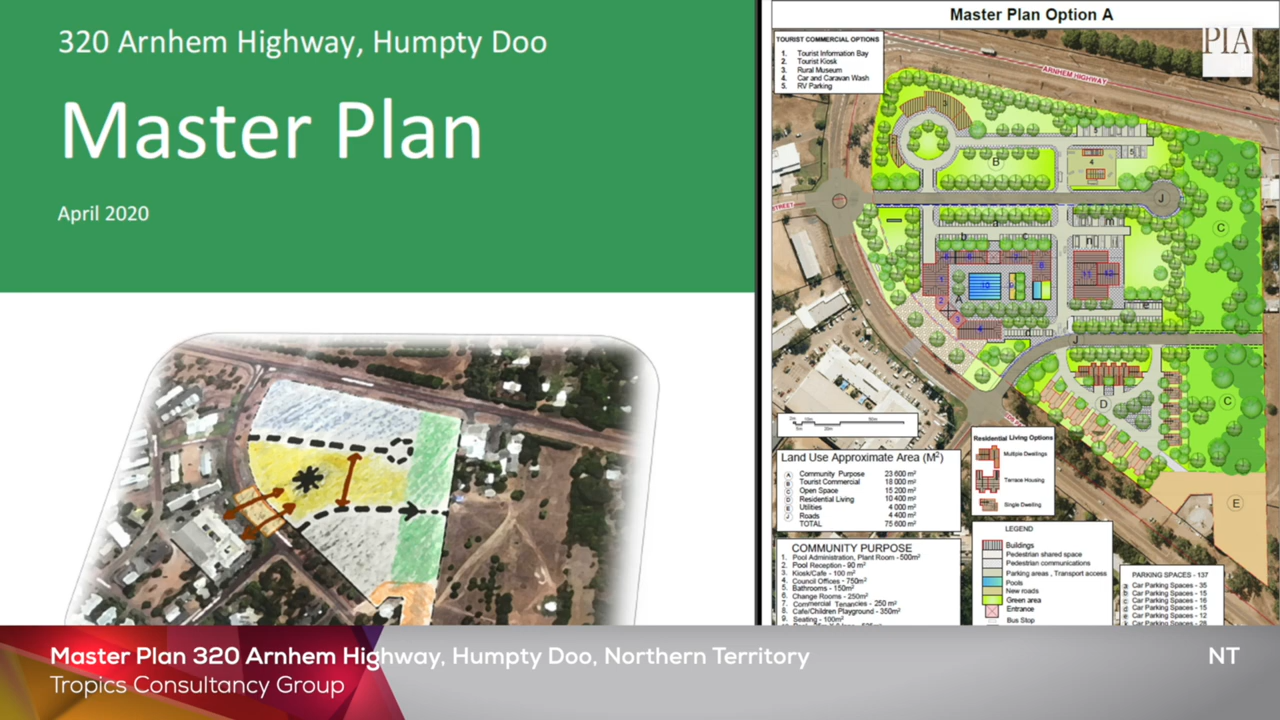 320 Arnhem Highway, Humpty Doo
Master Plan
April 2020
Master Plan Option A
PIA
TOURIST COMMERCIAL OPTIONS
1. Tourist Information Bay
2. Tourist Kiosk
3. Rural Museum
4. Car and Caravan Wash
5. RV Parking
ARNHEM HIGHWAY
STREET
B
C
J
A
J
D
C
E
Land Use Approximate Area (M²)
A Community Purpose 23 600 m²
B Tourist Commercial 18 000 m²
C Open Space 15 200 m²
D Residential Living 10 400 m²
E Utilities 4 000 m²
J Roads 4 400 m²
TOTAL 75 600 m²
Residential Living Options
Multiple Dwellings
Terrace Housing
Single Dwelling
COMMUNITY PURPOSE
1. Pool Administration, Plant Room - 500m²
2. Pool Reception - 90 m²
3. Kiosk/Cafe - 100 m²
4. Council Offices - 750m²
5. Bathrooms - 150m²
6. Change Rooms - 250m²
7. Commercial Tenancies - 250 m²
8. Cafe/Children Playground - 350m²
9. Seating - 100m²
LEGEND
Buildings
Pedestrian shared space
Pedestrian communications
Parking areas , Transport access
Pools
New roads
Green area
Entrance
Bus Stop
PARKING SPACES - 137
a Car Parking Spaces - 35
b Car Parking Spaces - 15
c Car Parking Spaces - 16
d Car Parking Spaces - 15
e Car Parking Spaces - 12
Car Parking Spaces - 28
Master Plan 320 Arnhem Highway, Humpty Doo, Northern Territory
NT
Tropics Consultancy Group